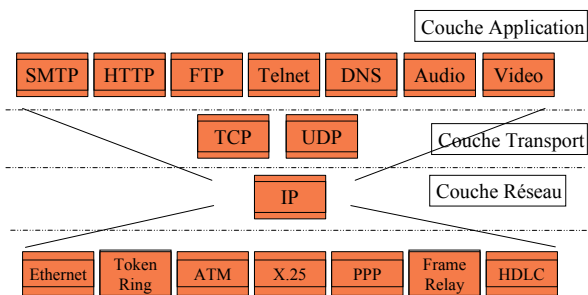 Couche Application
SMTP HTTP FTP Telnet DNS Audio Video
TCP UDP
Couche Transport
IP
Couche Réseau
Ethernet Token Ring ATM X.25 PPP Frame Relay HDLC